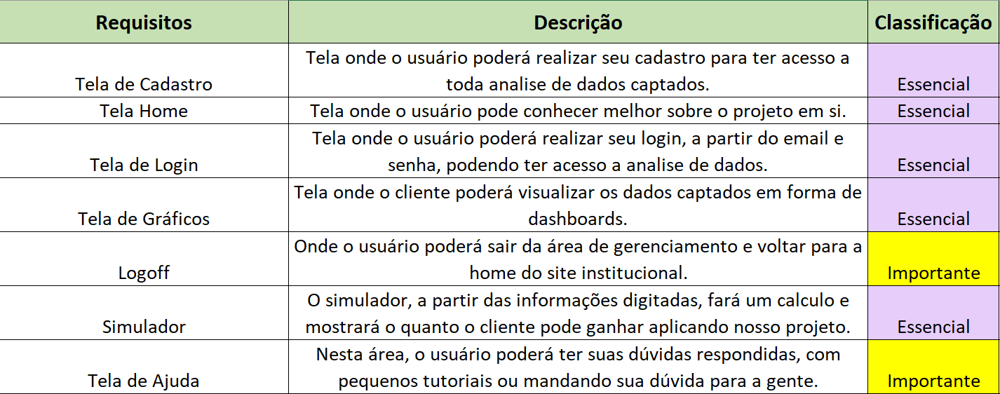 Requisitos Descrição Classificação
Tela onde o usuário poderá realizar seu cadastro para ter acesso a
Tela de Cadastro toda analise de dados captados. Essencial
Tela Home Tela onde o usuário pode conhecer melhor sobre o projeto em si. Essencial
Tela onde o usuário poderá realizar seu login, a partir do email e
Tela de Login senha, podendo ter acesso a analise de dados. Essencial
Tela onde o cliente poderá visualizar os dados captados em forma de
Tela de Gráficos dashboards. Essencial
Onde o usuário poderá sair da área de gerenciamento e voltar para a
Logoff home do site institucional. Importante
O simulador, a partir das informações digitadas, fará um calculo e
Simulador mostrará o quanto o cliente pode ganhar aplicando nosso projeto. Essencial
Nesta área, o usuário poderá ter suas dúvidas respondidas, com
Tela de Ajuda pequenos tutoriais ou mandando sua dúvida para a gente. Importante